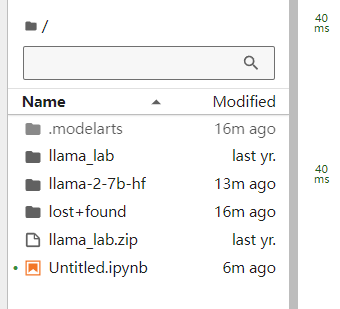 /
Name Modified
.modelarts 16m ago
llama_lab last yr.
llama-2-7b-hf 13m ago
lost+found 16m ago
llama_lab.zip last yr.
Untitled.ipynb 6m ago
40
ms
40
ms